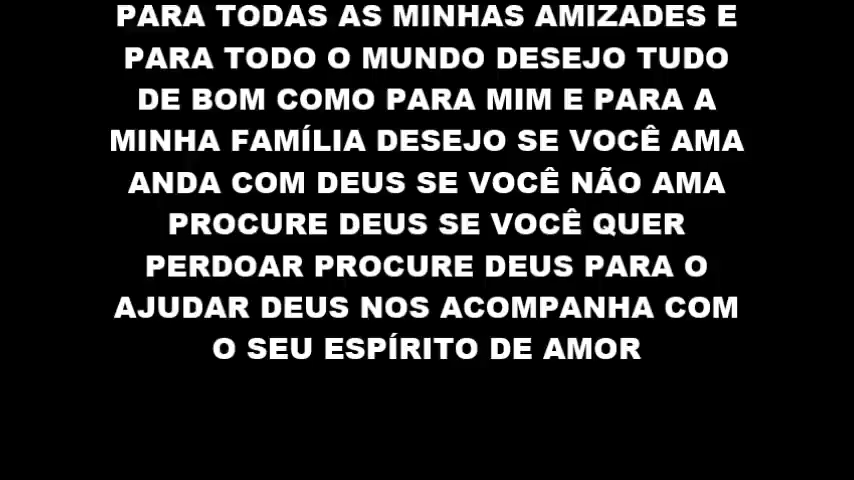 PARA TODAS AS MINHAS AMIZADES E
PARA TODO O MUNDO DESEJO TUDO
DE BOM COMO PARA MIM E PARA A
MINHA FAMÍLIA DESEJO SE VOCÊ AMA
ANDA COM DEUS SE VOCÊ NÃO AMA
PROCURE DEUS SE VOCÊ QUER
PERDOAR PROCURE DEUS PARA O
AJUDAR DEUS NOS ACOMPANHA COM
O SEU ESPÍRITO DE AMOR